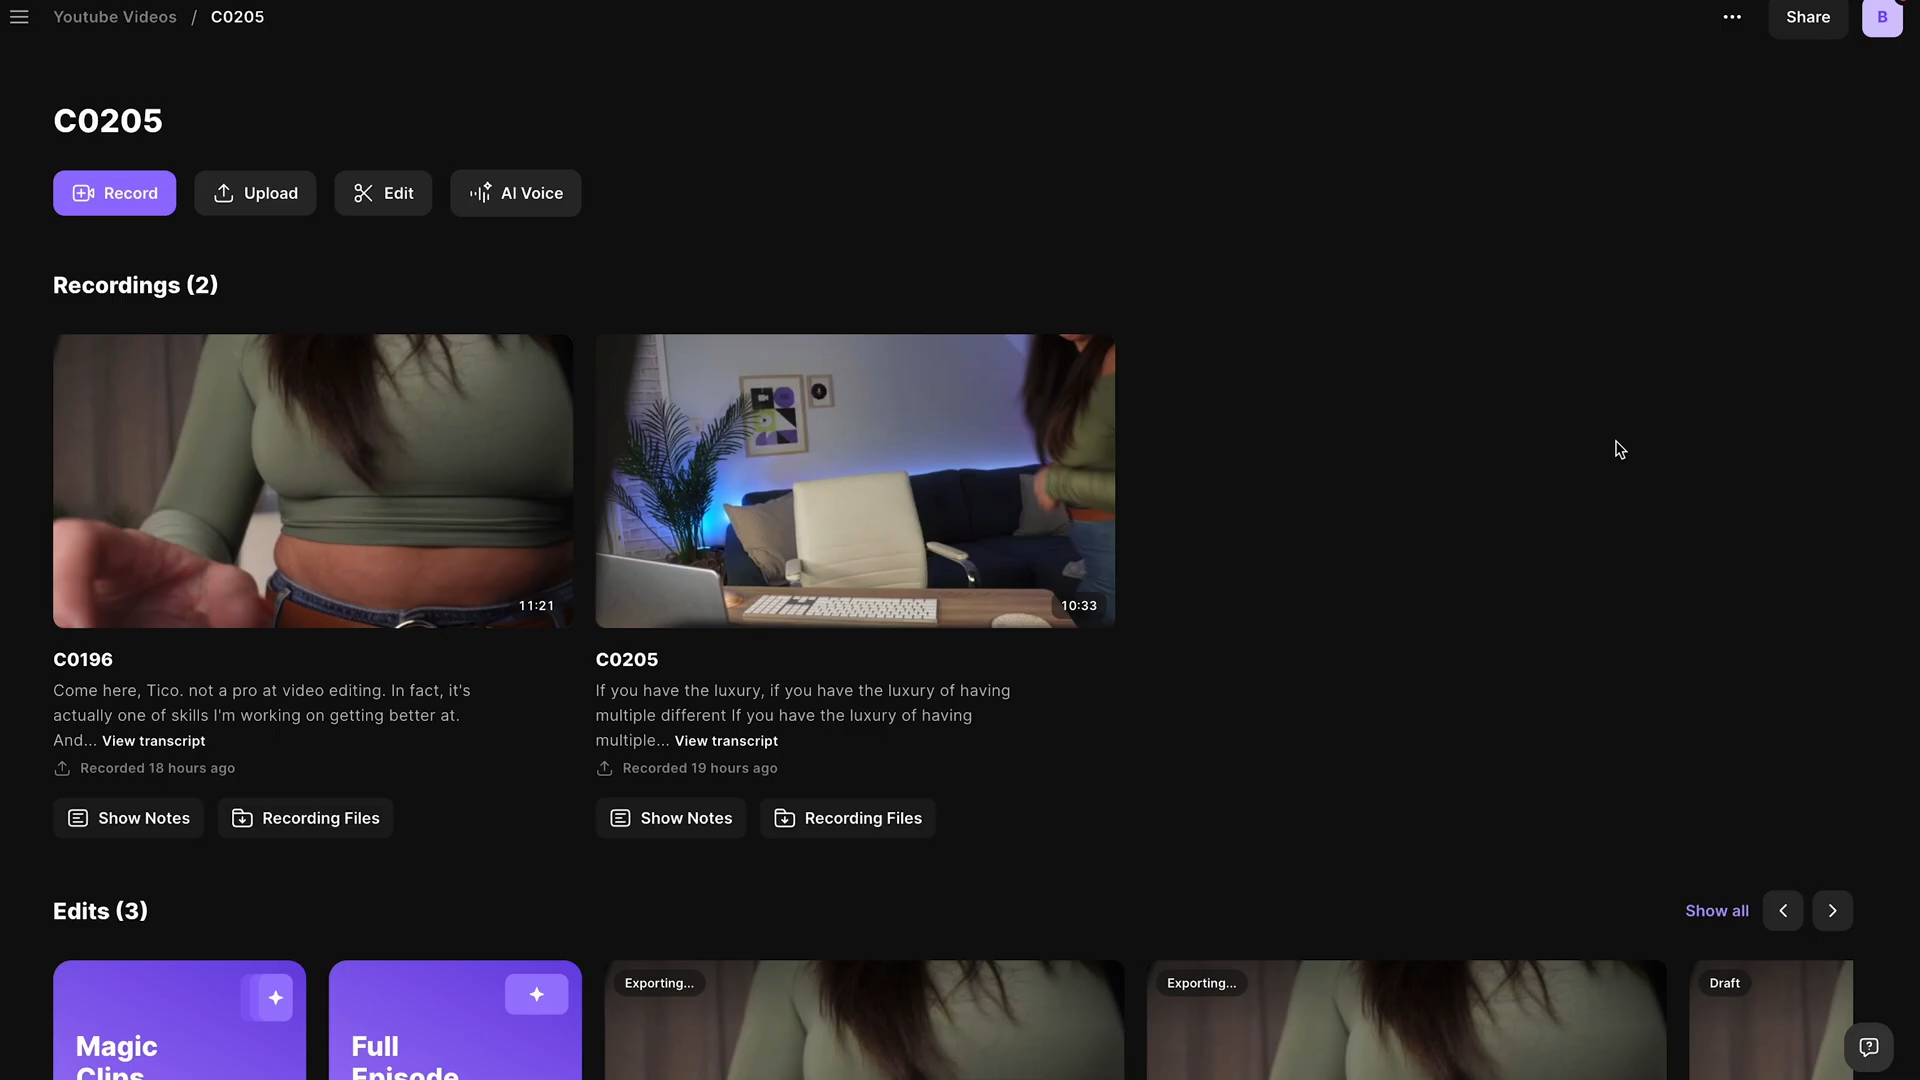 Youtube Videos / C0205
Share
B
C0205
Record
Upload
Edit
AI Voice
Recordings (2)
11:21
10:33
C0196
Come here, Tico. not a pro at video editing. In fact, it's
actually one of skills I'm working on getting better at.
And... View transcript
Recorded 18 hours ago
Show Notes
Recording Files
C0205
If you have the luxury, if you have the luxury of having
multiple different If you have the luxury of having
multiple... View transcript
Recorded 19 hours ago
Show Notes
Recording Files
Edits (3)
Show all
Magic
Clips
Full
Episode
Exporting...
Exporting...
Draft